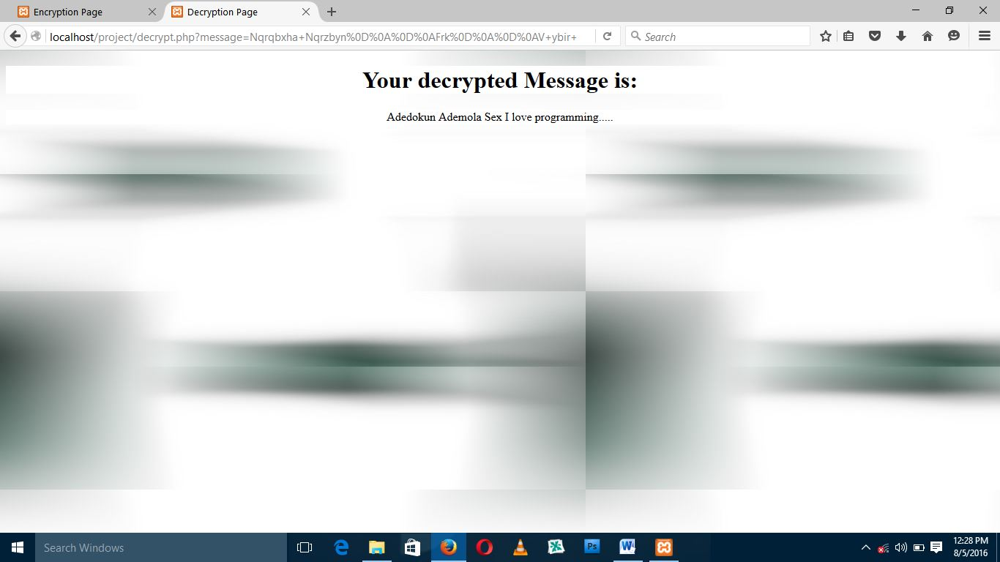 Encryption Page
Decryption Page
localhost/project/decrypt.php?message=Nqrqbxha+Nqrzbyn%0D%0A%0D%0AFrk%0D%0A%0D%0AV+ybir+
Search
Your decrypted Message is:
Adedokun Ademola Sex I love programming.....
Search Windows
Ps
W
12:28 PM
8/5/2016